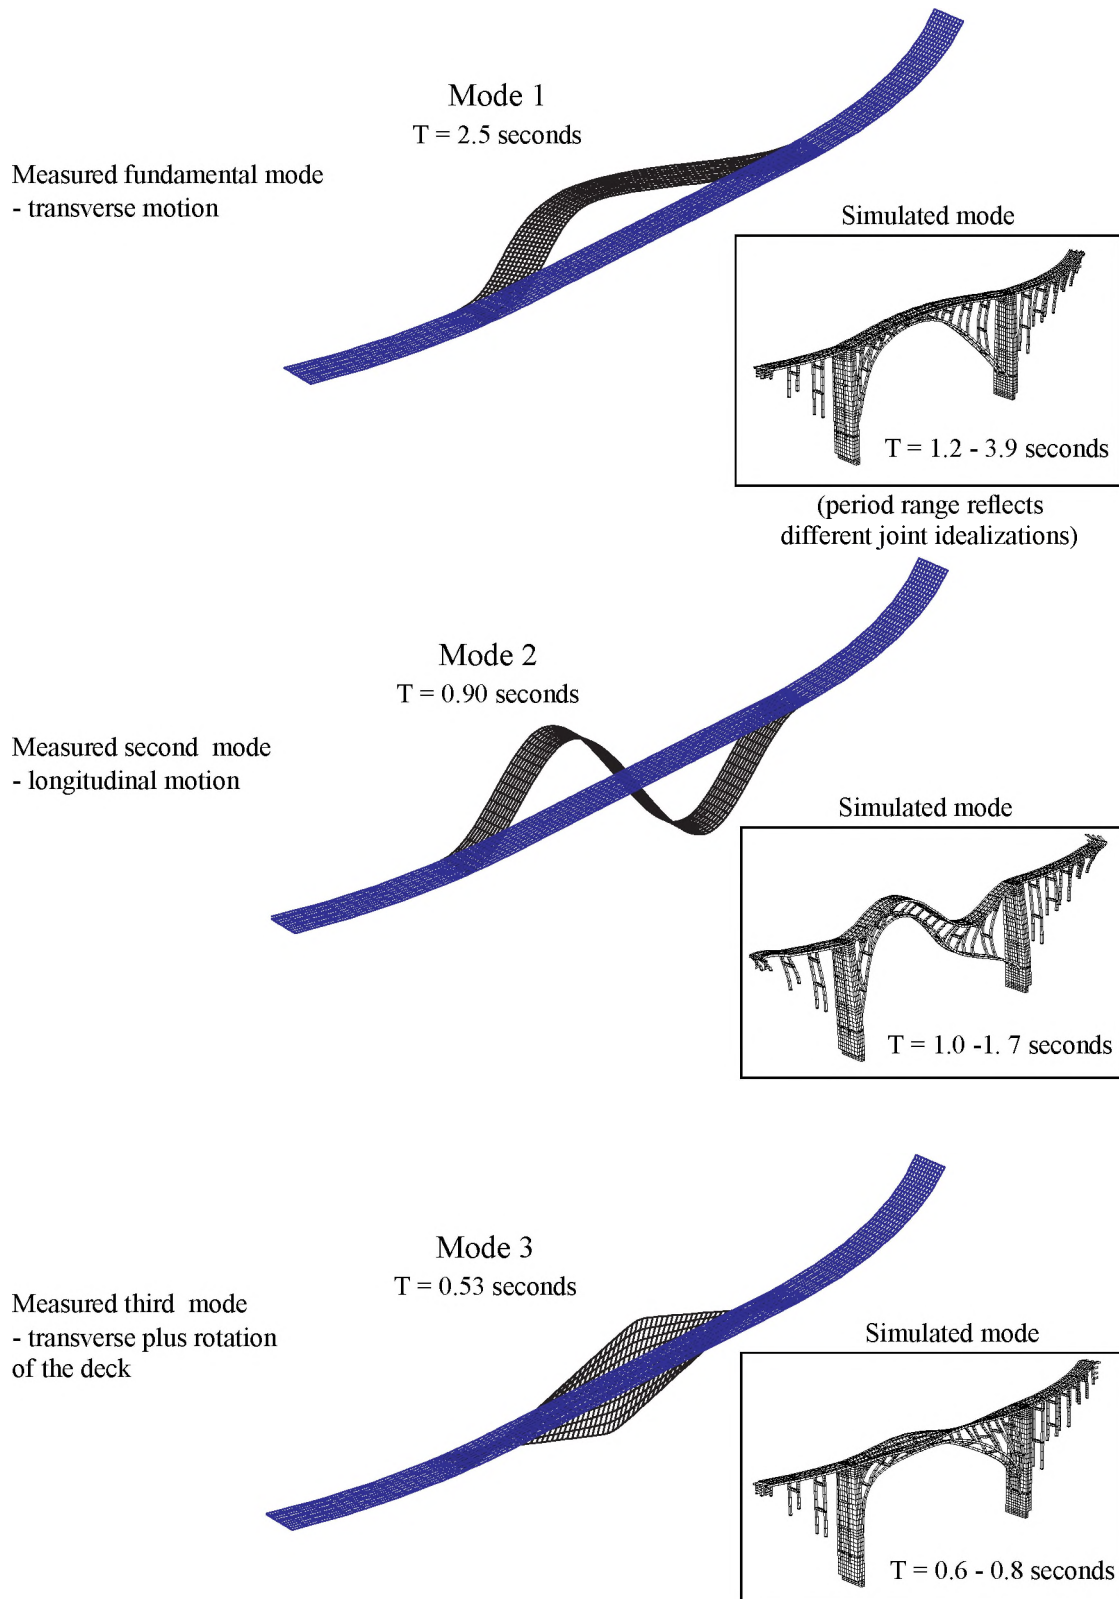 Mode 1
T = 2.5 seconds
Measured fundamental mode
- transverse motion
Simulated mode
T = 1.2 - 3.9 seconds
(period range reflects
different joint idealizations)
Mode 2
T = 0.90 seconds
Measured second  mode
- longitudinal motion
Simulated mode
T = 1.0 -1. 7 seconds
Mode 3
T = 0.53 seconds
Measured third  mode
- transverse plus rotation
of the deck
Simulated mode
T = 0.6 - 0.8 seconds